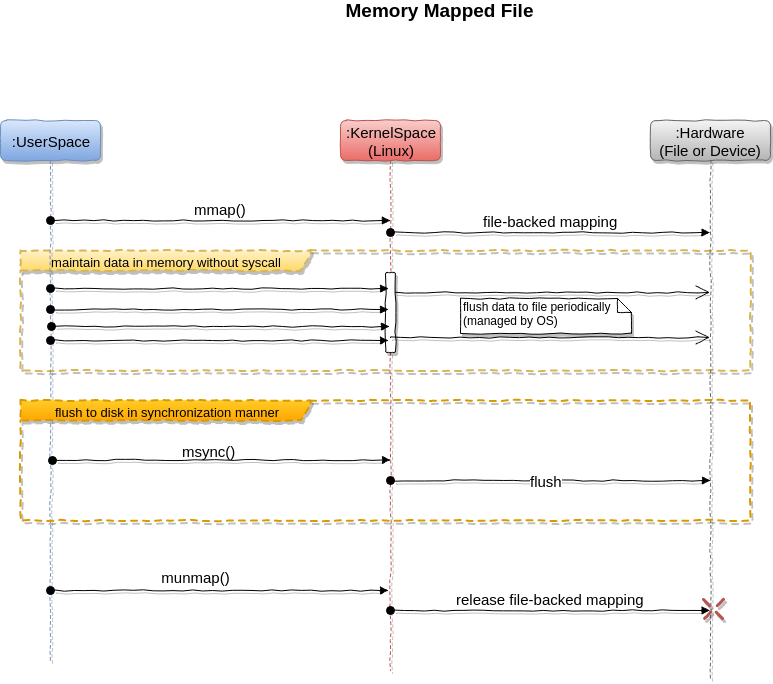 Memory Mapped File
:UserSpace
:KernelSpace
(Linux)
:Hardware
(File or Device)
mmap()
file-backed mapping
maintain data in memory without syscall
flush data to file periodically
(managed by OS)
flush to disk in synchronization manner
msync()
flush
munmap()
release file-backed mapping